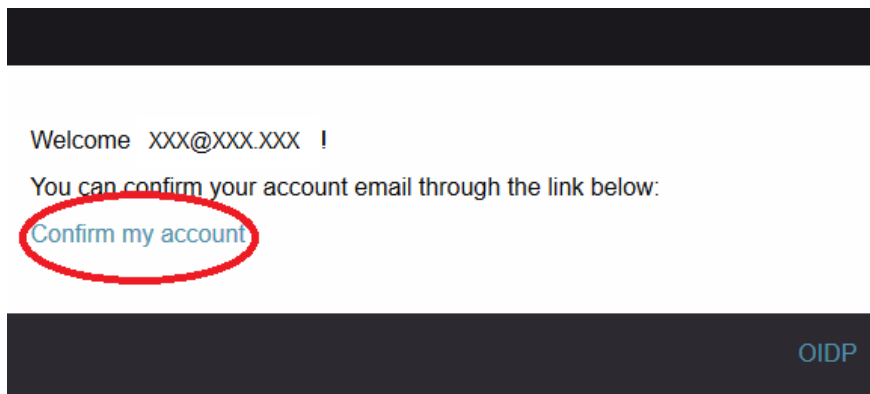 Welcome XXX@XXX.XXX !
You can confirm your account email through the link below:
Confirm my account
OIDP